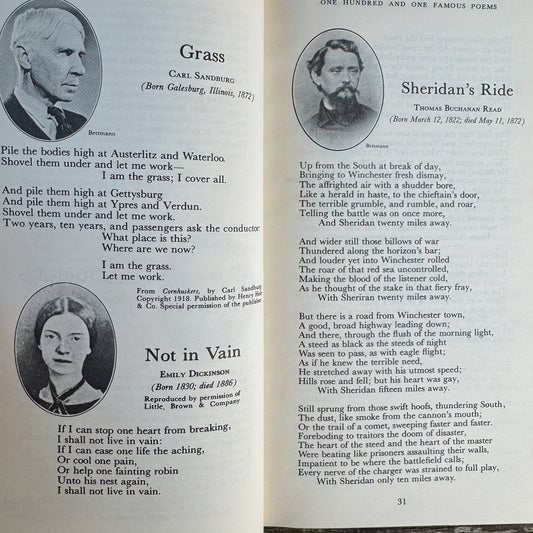 Grass
CARL SANDBURG
(Born Galesburg, Illinois, 1872)
Bettmann
Pile the bodies high at Austerlitz and Waterloo.
Shovel them under and let me work—
I am the grass; I cover all.
And pile them high at Gettysburg
And pile them high at Ypres and Verdun.
Shovel them under and let me work.
Two years, ten years, and passengers ask the conductor:
What place is this?
Where are we now?
I am the grass.
Let me work.
From Cornhuskers, by Carl Sandburg
Copyright 1918. Published by Henry
& Co. Special permission of the publisher
Not in Vain
EMILY DICKINSON
(Born 1830; died 1886)
Reproduced by permission of
Little, Brown & Company
If I can stop one heart from breaking,
I shall not live in vain:
If I can ease one life the aching,
Or cool one pain,
Or help one fainting robin
Unto his nest again,
I shall not live in vain.
ONE HUNDRED AND ONE FAMOUS POEMS
Sheridan's Ride
THOMAS BUCHANAN READ
(Born March 12, 1822; died May 11, 1872)
Bettmann
Up from the South at break of day,
Bringing to Winchester fresh dismay,
The affrighted air with a shudder bore,
Like a herald in haste, to the chieftain's door,
The terrible grumble, and rumble, and roar,
Telling the battle was on once more,
And Sheridan twenty miles away.
And wider still those billows of war
Thundered along the horizon's bar;
And louder yet into Winchester rolled
The roar of that red sea uncontrolled,
Making the blood of the listener cold,
As he thought of the stake in that fiery fray,
With Sheriran twenty miles away.
But there is a road from Winchester town,
A good, broad highway leading down;
And there, through the flush of the morning light,
A steed as black as the steeds of night
Was seen to pass, as with eagle flight;
As if he knew the terrible need,
He stretched away with his utmost speed;
Hills rose and fell; but his heart was gay,
With Sheridan fifteen miles away.
Still sprung from those swift hoofs, thundering South,
The dust, like smoke from the cannon's mouth;
Or the trail of a comet, sweeping faster and faster.
Foreboding to traitors the doom of disaster,
The heart of the steed and the heart of the master
Were beating like prisoners assaulting their walls,
Impatient to be where the battlefield calls;
Every nerve of the charger was strained to full play,
With Sheridan only ten miles away.
31